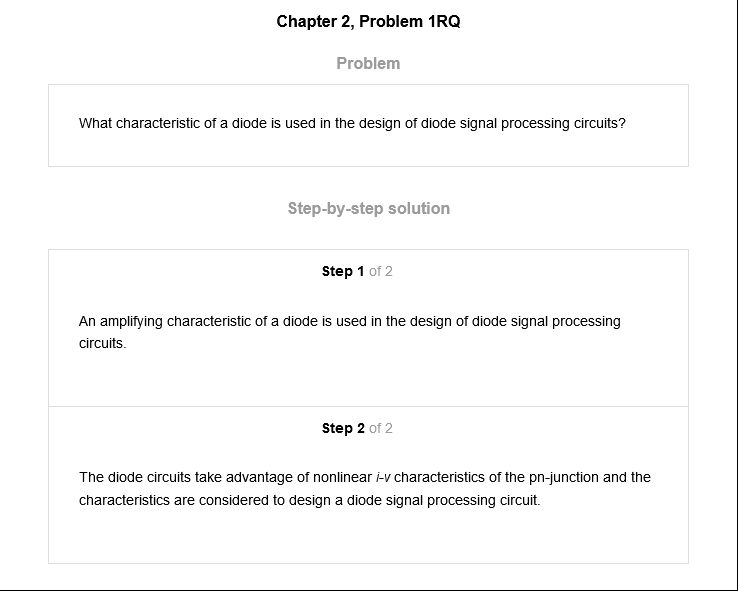 Chapter 2, Problem 1RQ
Problem
What characteristic of a diode is used in the design of diode signal processing circuits?
Step-by-step solution
Step 1 of 2
An amplifying characteristic of a diode is used in the design of diode signal processing
circuits.
Step 2 of 2
The diode circuits take advantage of nonlinear i-v characteristics of the pn-junction and the
characteristics are considered to design a diode signal processing circuit.